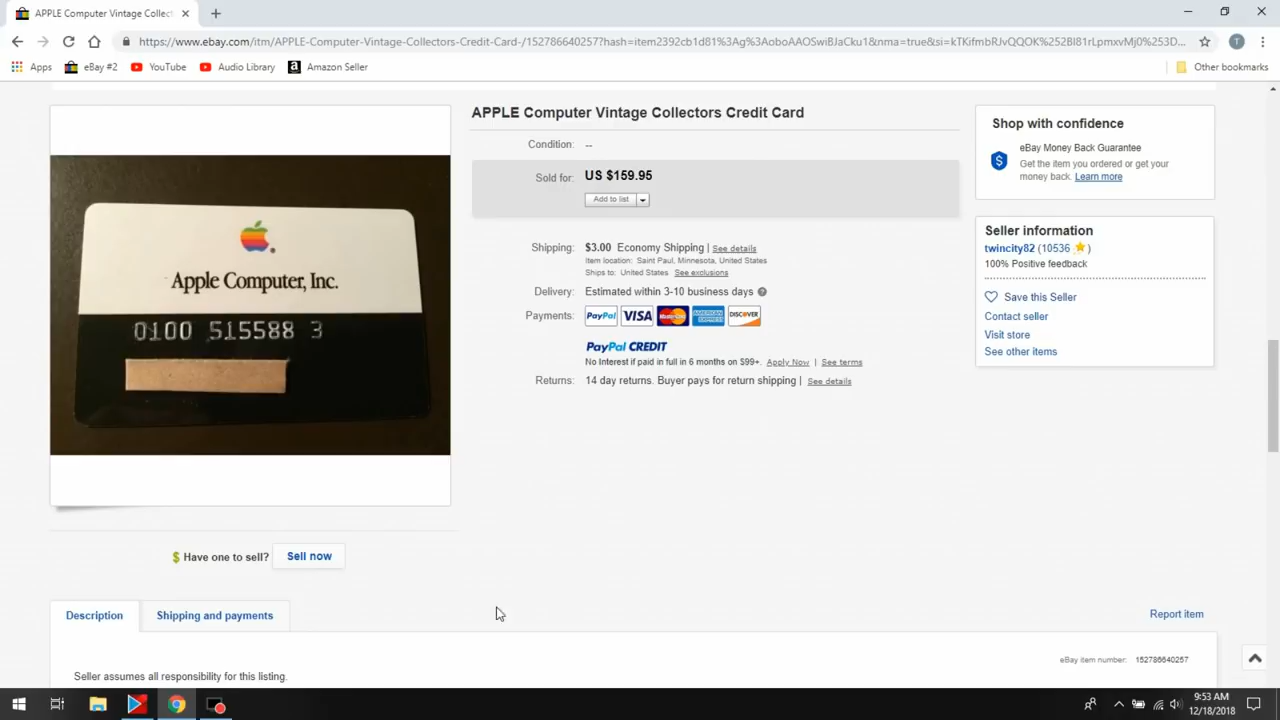 APPLE Computer Vintage Collect
https://www.ebay.com/itm/APPLE-Computer-Vintage-Collectors-Credit-Card-/152786640257?hash=item2392cb1d81%3Ag%3AoboAAOSwiBJaCku1&nma=true&si=kTKifmbRJvQQOK%252BI81rLpmxvMj0%253D...
T
Apps
eBay #2
YouTube
Audio Library
a
Amazon Seller
Other bookmarks
Apple Computer, Inc.
0100 515588 3
APPLE Computer Vintage Collectors Credit Card
Condition: --
Sold for: US $159.95
Add to list
Shipping: $3.00 Economy Shipping | See details
Item location: Saint Paul, Minnesota, United States
Ships to: United States See exclusions
Delivery: Estimated within 3-10 business days ?
Payments: PayPal VISA MasterCard AMERICAN EXPRESS DISCOVER
PayPal CREDIT
No Interest if paid in full in 6 months on $99+. Apply Now | See terms
Returns: 14 day returns. Buyer pays for return shipping | See details
Shop with confidence
$
eBay Money Back Guarantee
Get the item you ordered or get your
money back. Learn more
Seller information
twincity82 (10536 )
100% Positive feedback
Save this Seller
Contact seller
Visit store
See other items
$ Have one to sell? Sell now
Description
Shipping and payments
Report item
eBay item number: 152786640257
Seller assumes all responsibility for this listing.
9:53 AM
12/18/2018